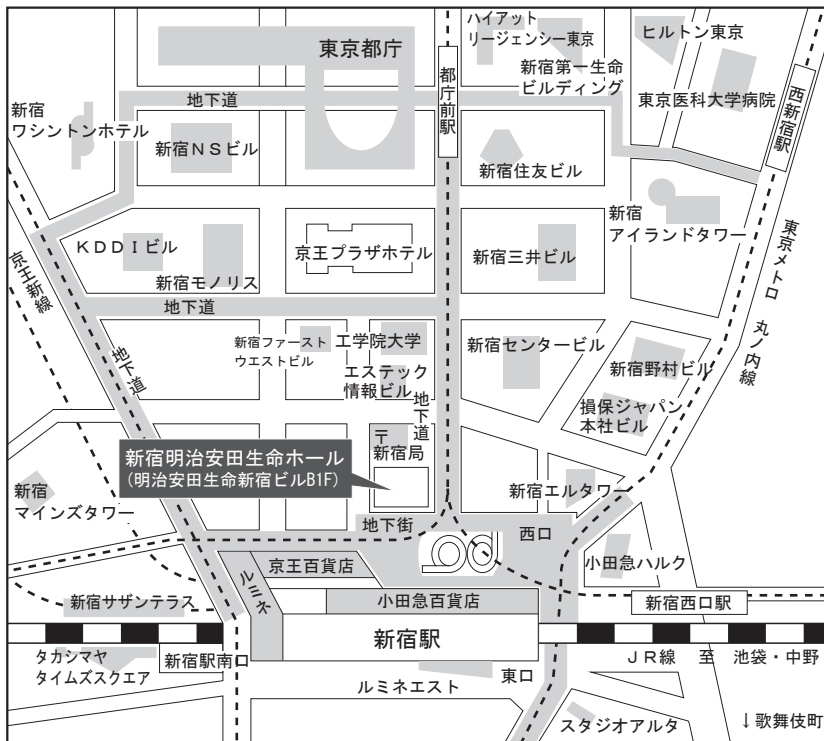 ハイアット
リージェンシー東京
ヒルトン東京
東京都庁
都庁前駅
新宿第一生命
ビルディング
東京医科大学病院
西新宿駅
地下道
新宿
ワシントンホテル
新宿NSビル
新宿住友ビル
新宿
アイランドタワー
KDDIビル
京王プラザホテル
新宿三井ビル
東京メトロ 丸ノ内線
京王新線
新宿モノリス
地下道
地下道
新宿ファースト
ウエストビル
工学院大学
新宿センタービル
新宿野村ビル
エステック
情報ビル
地下道
損保ジャパン
本社ビル
〒
新宿局
新宿明治安田生命ホール
(明治安田生命新宿ビルB1F)
新宿
マインズタワー
新宿エルタワー
地下街
西口
小田急ハルク
京王百貨店
ルミネ
新宿サザンテラス
小田急百貨店
新宿西口駅
新宿駅
タカシマヤ
タイムズスクエア
新宿駅南口
東口
JR線 至 池袋・中野
ルミネエスト
スタジオアルタ
↓歌舞伎町